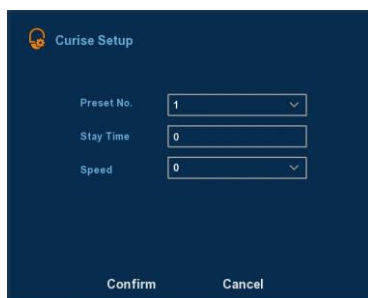 Curise Setup
Preset No. 1
Stay Time 0
Speed 0
Confirm Cancel